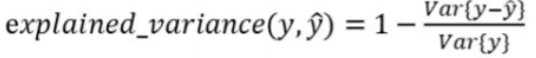 explained_variance(y, ŷ) = 1 − Var{y−ŷ} / Var{y}